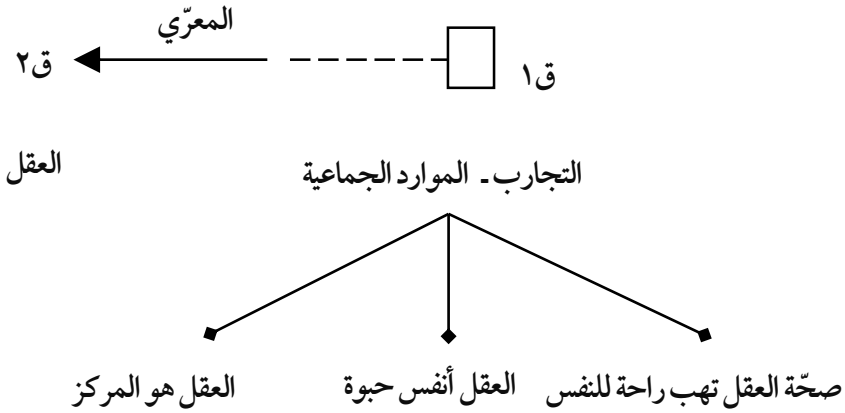 المعرّي
ق١
ق٢
التجارب ـ الموارد الجماعية
العقل
صحّة العقل تهب راحة للنفس
العقل أنفس حبوة
العقل هو المركز